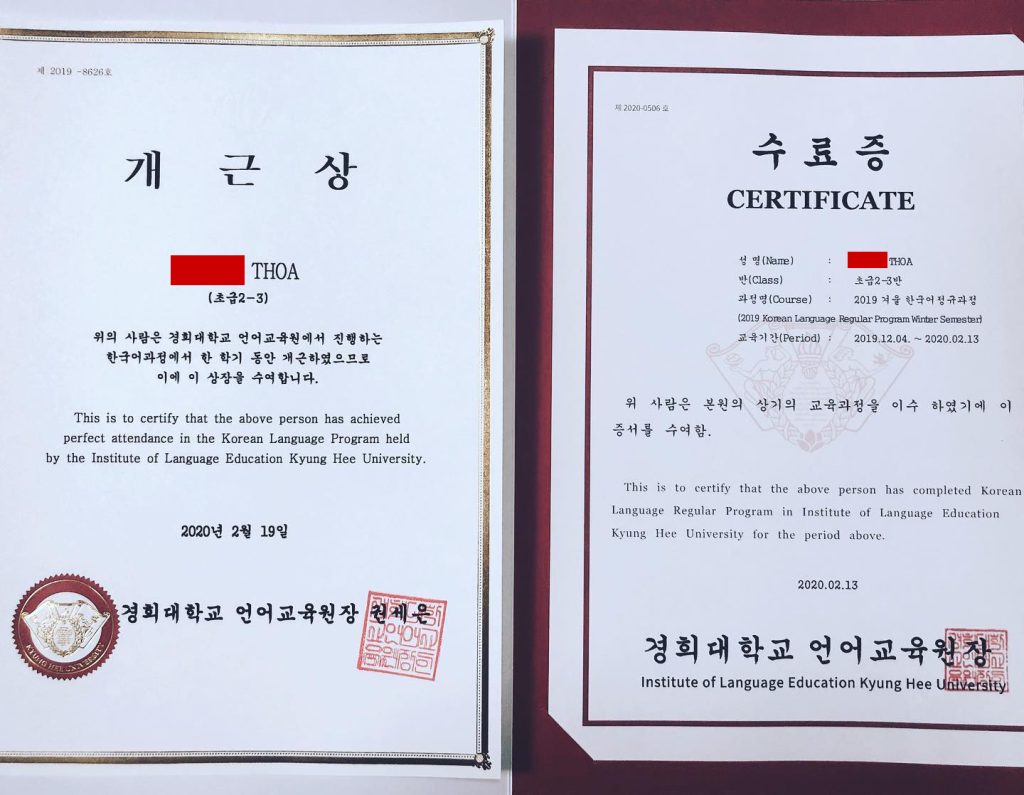 제 2019 -8626호
개 근 상
THOA
(초급2-3)
위의 사람은 경희대학교 언어교육원에서 진행하는
한국어과정에서 한 학기 동안 개근하였으므로
이에 이 상장을 수여합니다.
This is to certify that the above person has achieved
perfect attendance in the Korean Language Program held
by the Institute of Language Education Kyung Hee University.
2020년 2월 19일
경희대학교 언어교육원장 권세은
KYUNG HEE UNIVERSITY
제 2020-0506 호
수료증
CERTIFICATE
성 명(Name) : THOA
반(Class) : 초급2-3반
과정명(Course) : 2019 겨울 한국어정규과정
(2019 Korean Language Regular Program Winter Semester)
교육기간(Period) : 2019.12.04. ~ 2020.02.13
위 사람은 본원의 상기의 교육과정을 이수 하였기에 이
증서를 수여함.
This is to certify that the above person has completed Korean
Language Regular Program in Institute of Language Education
Kyung Hee University for the period above.
2020.02.13
경희대학교 언어교육원장
Institute of Language Education Kyung Hee University